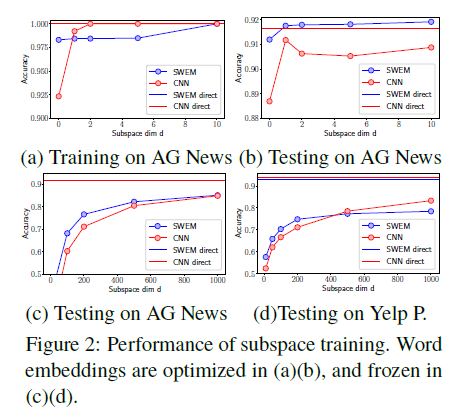 1.000
0.975
0.950
0.925
0.900
Accuracy
0 2 4 6 8 10
Subspace dim d
SWEM
CNN
SWEM direct
CNN direct
0.92
0.91
0.90
0.89
0.88
Accuracy
0 2 4 6 8 10
Subspace dim d
SWEM
CNN
SWEM direct
CNN direct
(a) Training on AG News (b) Testing on AG News
0.9
0.8
0.7
0.6
0.5
Accuracy
0 200 400 600 800 1000
Subspace dim d
SWEM
CNN
SWEM direct
CNN direct
0.9
0.8
0.7
0.6
0.5
Accuracy
0 200 400 600 800 1000
Subspace dim d
SWEM
CNN
SWEM direct
CNN direct
(c) Testing on AG News (d)Testing on Yelp P.
Figure 2: Performance of subspace training. Word
embeddings are optimized in (a)(b), and frozen in
(c)(d).